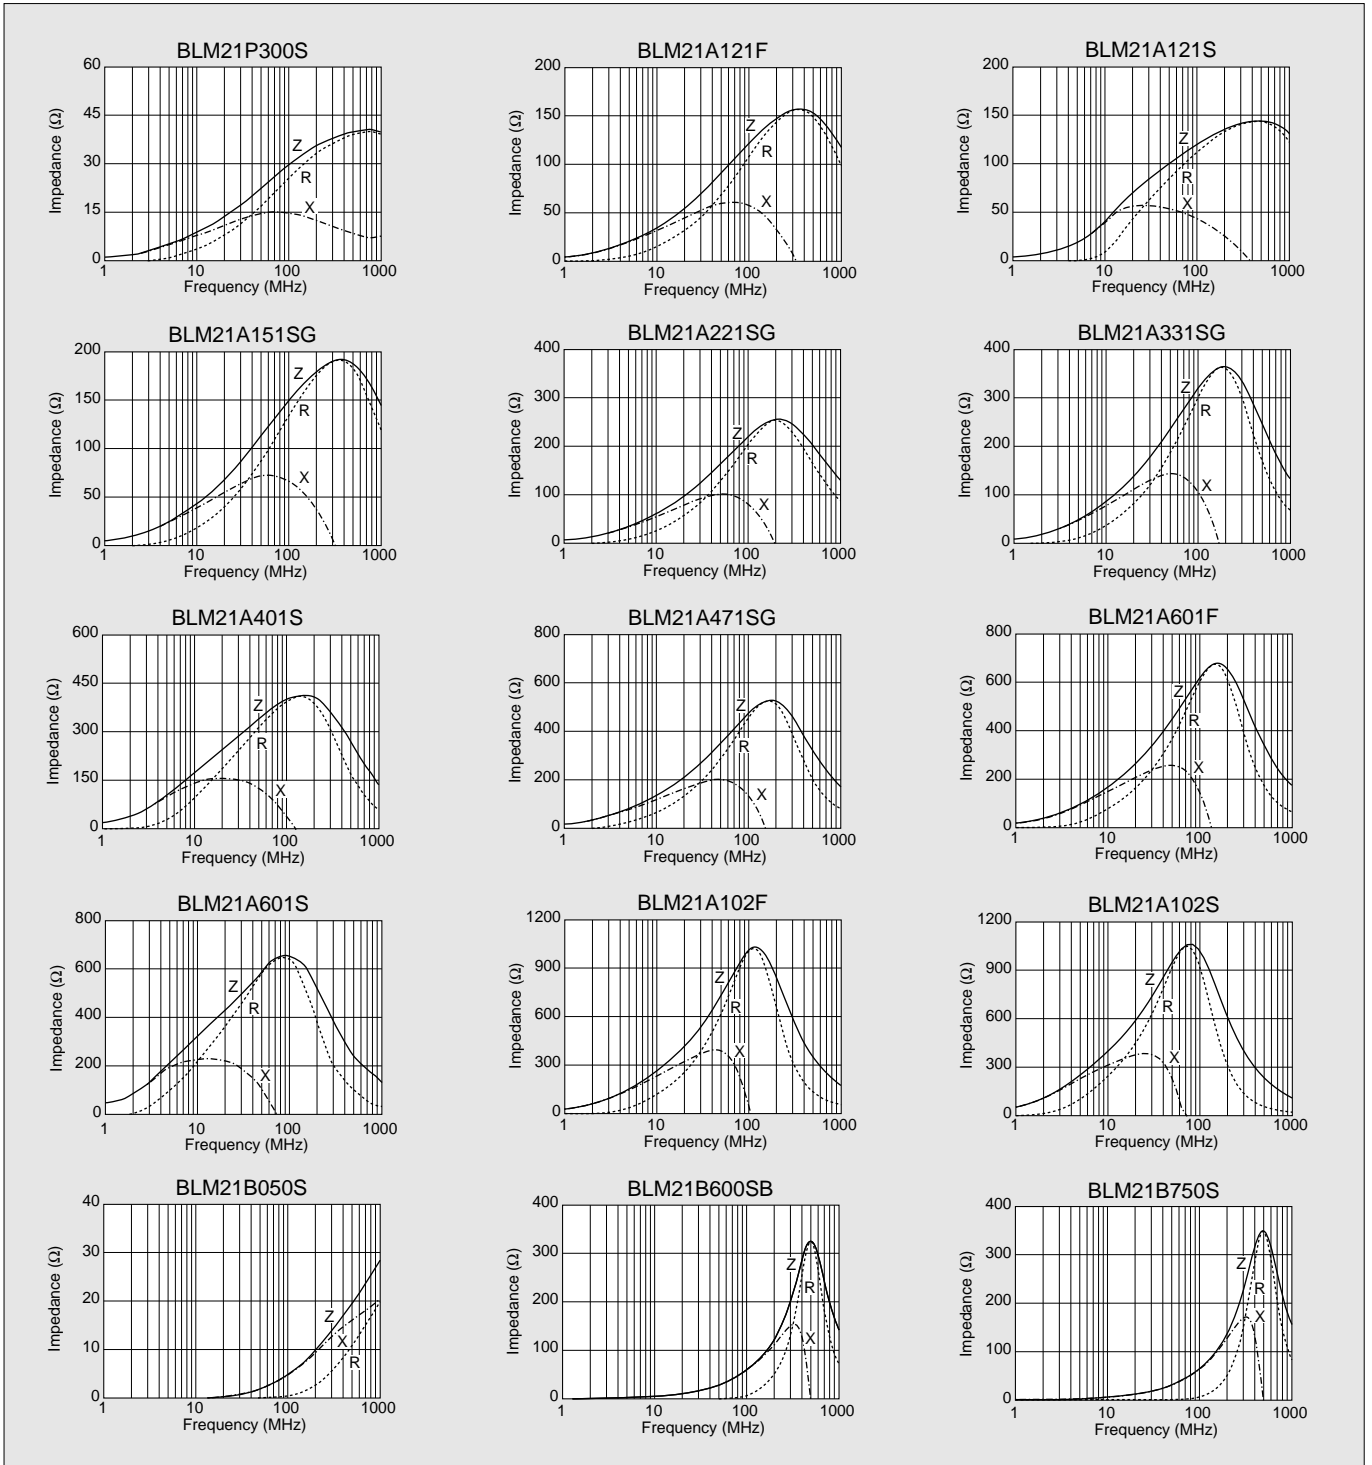 BLM21P300S
60
45
30
15
0
Impedance (Ω)
Z
R
X
1 10 100 1000
Frequency (MHz)
BLM21A121F
200
150
100
50
0
Impedance (Ω)
Z
R
X
1 10 100 1000
Frequency (MHz)
BLM21A121S
200
150
100
50
0
Impedance (Ω)
Z
R
X
1 10 100 1000
Frequency (MHz)
BLM21A151SG
200
150
100
50
0
Impedance (Ω)
Z
R
X
1 10 100 1000
Frequency (MHz)
BLM21A221SG
400
300
200
100
0
Impedance (Ω)
Z
R
X
1 10 100 1000
Frequency (MHz)
BLM21A331SG
400
300
200
100
0
Impedance (Ω)
Z
R
X
1 10 100 1000
Frequency (MHz)
BLM21A401S
600
450
300
150
0
Impedance (Ω)
Z
R
X
1 10 100 1000
Frequency (MHz)
BLM21A471SG
800
600
400
200
0
Impedance (Ω)
Z
R
X
1 10 100 1000
Frequency (MHz)
BLM21A601F
800
600
400
200
0
Impedance (Ω)
Z
R
X
1 10 100 1000
Frequency (MHz)
BLM21A601S
800
600
400
200
0
Impedance (Ω)
Z
R
X
1 10 100 1000
Frequency (MHz)
BLM21A102F
1200
900
600
300
0
Impedance (Ω)
Z
R
X
1 10 100 1000
Frequency (MHz)
BLM21A102S
1200
900
600
300
0
Impedance (Ω)
Z
R
X
1 10 100 1000
Frequency (MHz)
BLM21B050S
40
30
20
10
0
Impedance (Ω)
Z
X
R
1 10 100 1000
Frequency (MHz)
BLM21B600SB
400
300
200
100
0
Impedance (Ω)
Z
R
X
1 10 100 1000
Frequency (MHz)
BLM21B750S
400
300
200
100
0
Impedance (Ω)
Z
R
X
1 10 100 1000
Frequency (MHz)